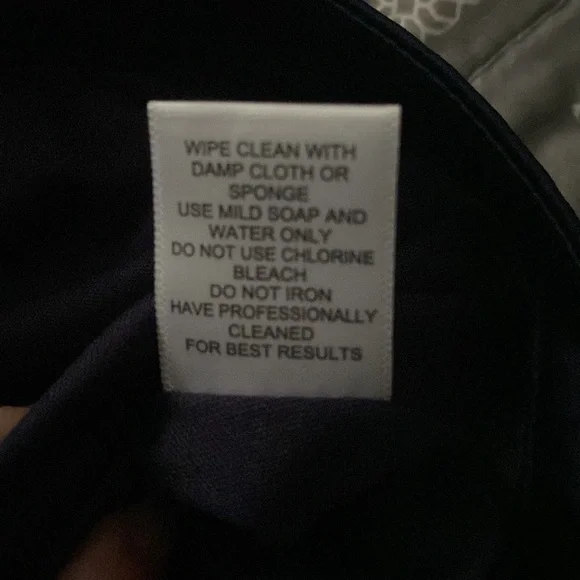 WIPE CLEAN WITH
DAMP CLOTH OR
SPONGE
USE MILD SOAP AND
WATER ONLY
DO NOT USE CHLORINE
BLEACH
DO NOT IRON
HAVE PROFESSIONALLY
CLEANED
FOR BEST RESULTS